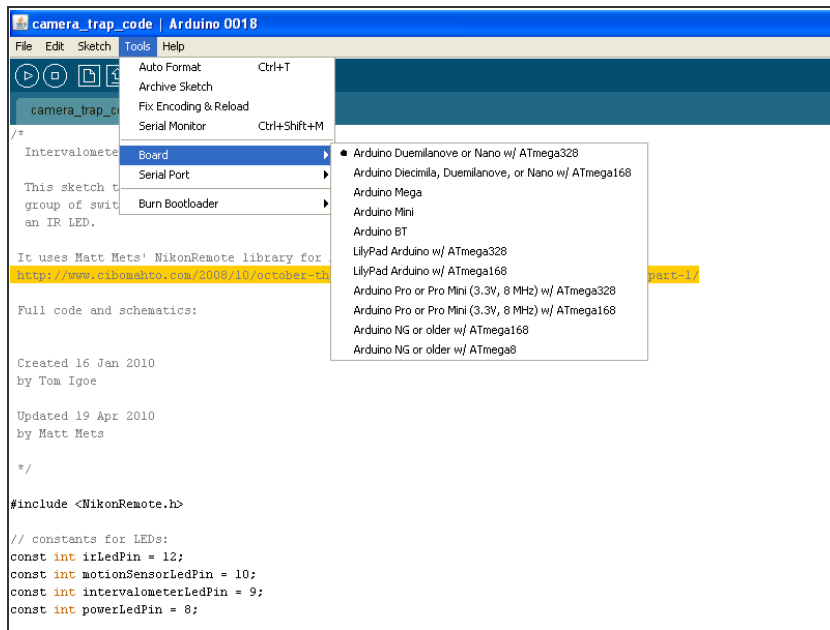 camera_trap_code | Arduino 0018
File Edit Sketch Tools Help
camera_trap_c
Auto Format Ctrl+T
Archive Sketch
Fix Encoding & Reload
Serial Monitor Ctrl+Shift+M
Board
Serial Port
Burn Bootloader
Arduino Duemilanove or Nano w/ ATmega328
Arduino Diecimila, Duemilanove, or Nano w/ ATmega168
Arduino Mega
Arduino Mini
Arduino BT
LilyPad Arduino w/ ATmega328
LilyPad Arduino w/ ATmega168
Arduino Pro or Pro Mini (3.3V, 8 MHz) w/ ATmega328
Arduino Pro or Pro Mini (3.3V, 8 MHz) w/ ATmega168
Arduino NG or older w/ ATmega168
Arduino NG or older w/ ATmega8
/*
Intervalomete
This sketch t
group of swit
an IR LED.
It uses Matt Mets' NikonRemote library for
http://www.cibomahto.com/2008/10/october-th part-1/
Full code and schematics:
Created 16 Jan 2010
by Tom Igoe
Updated 19 Apr 2010
by Matt Mets
*/
#include <NikonRemote.h>
// constants for LEDs:
const int irLedPin = 12;
const int motionSensorLedPin = 10;
const int intervalometerLedPin = 9;
const int powerLedPin = 8;